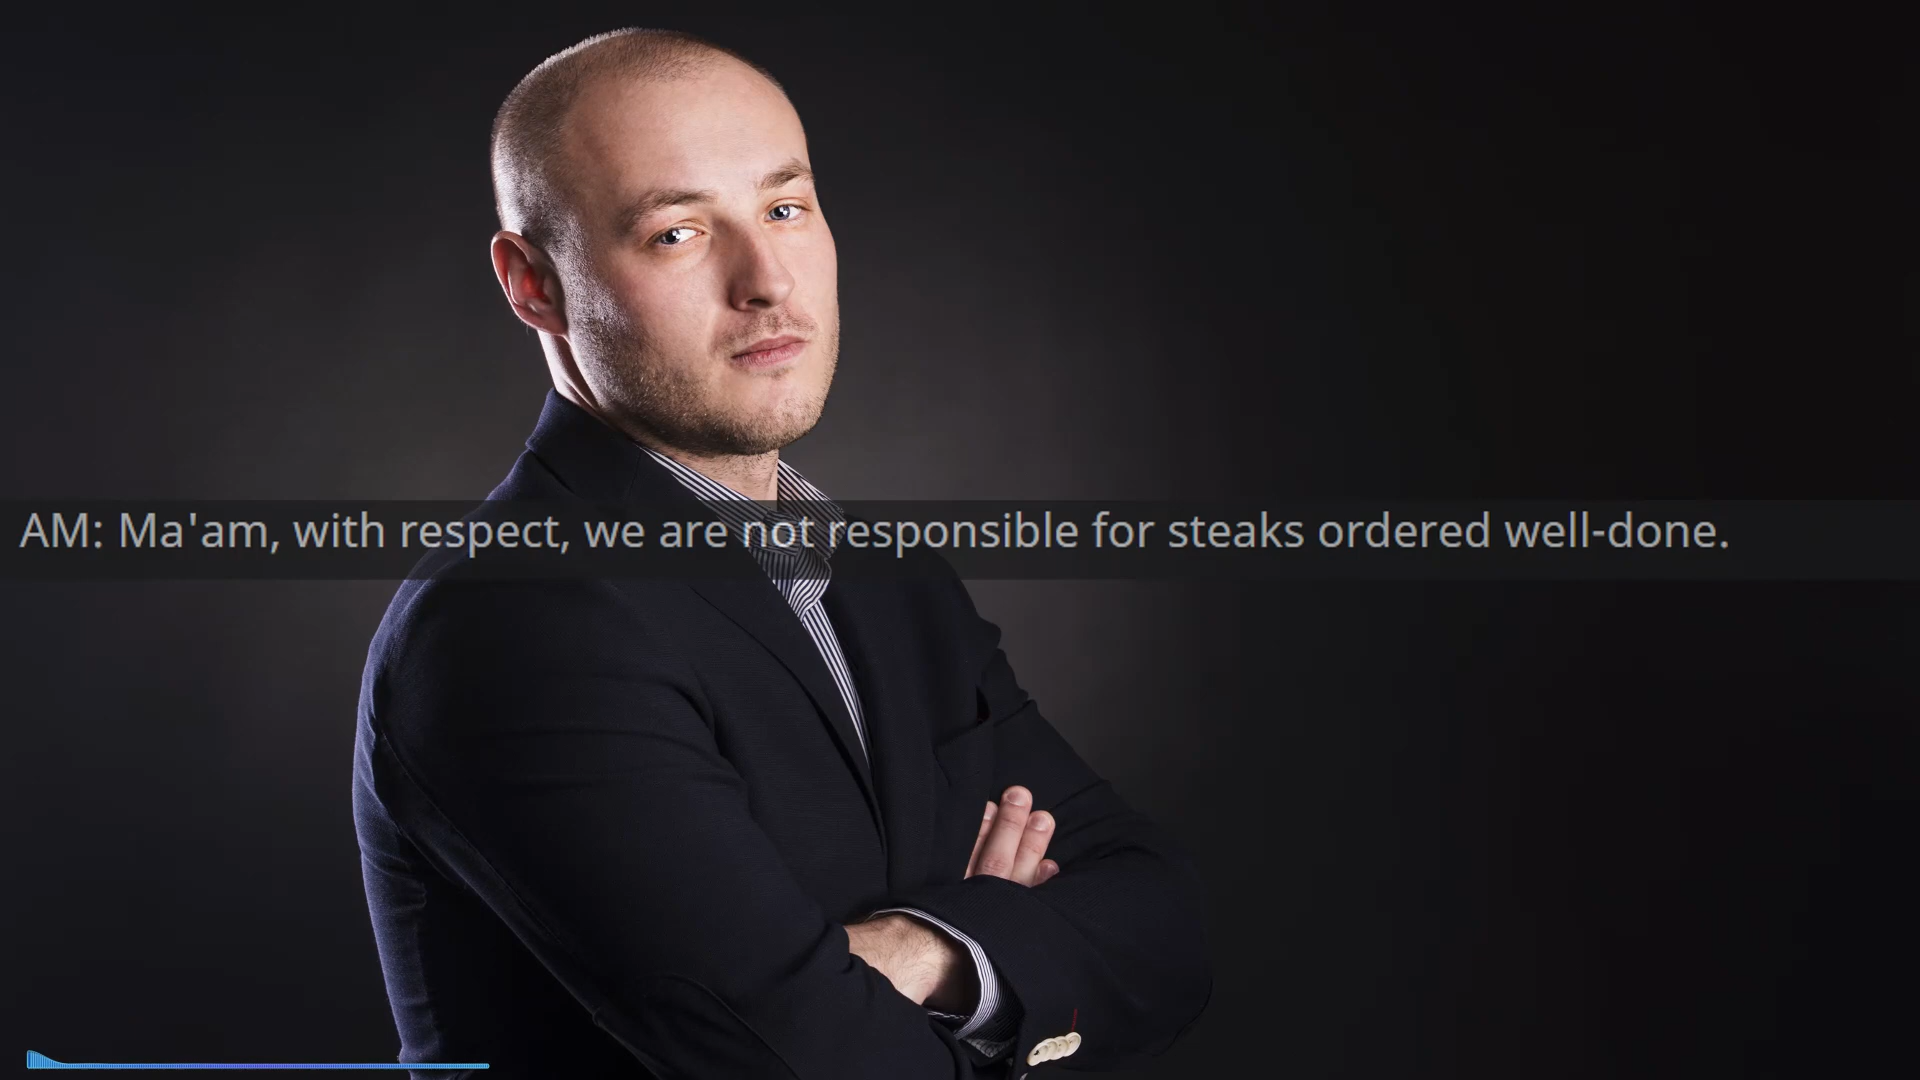 AM: Ma'am, with respect, we are not responsible for steaks ordered well-done.